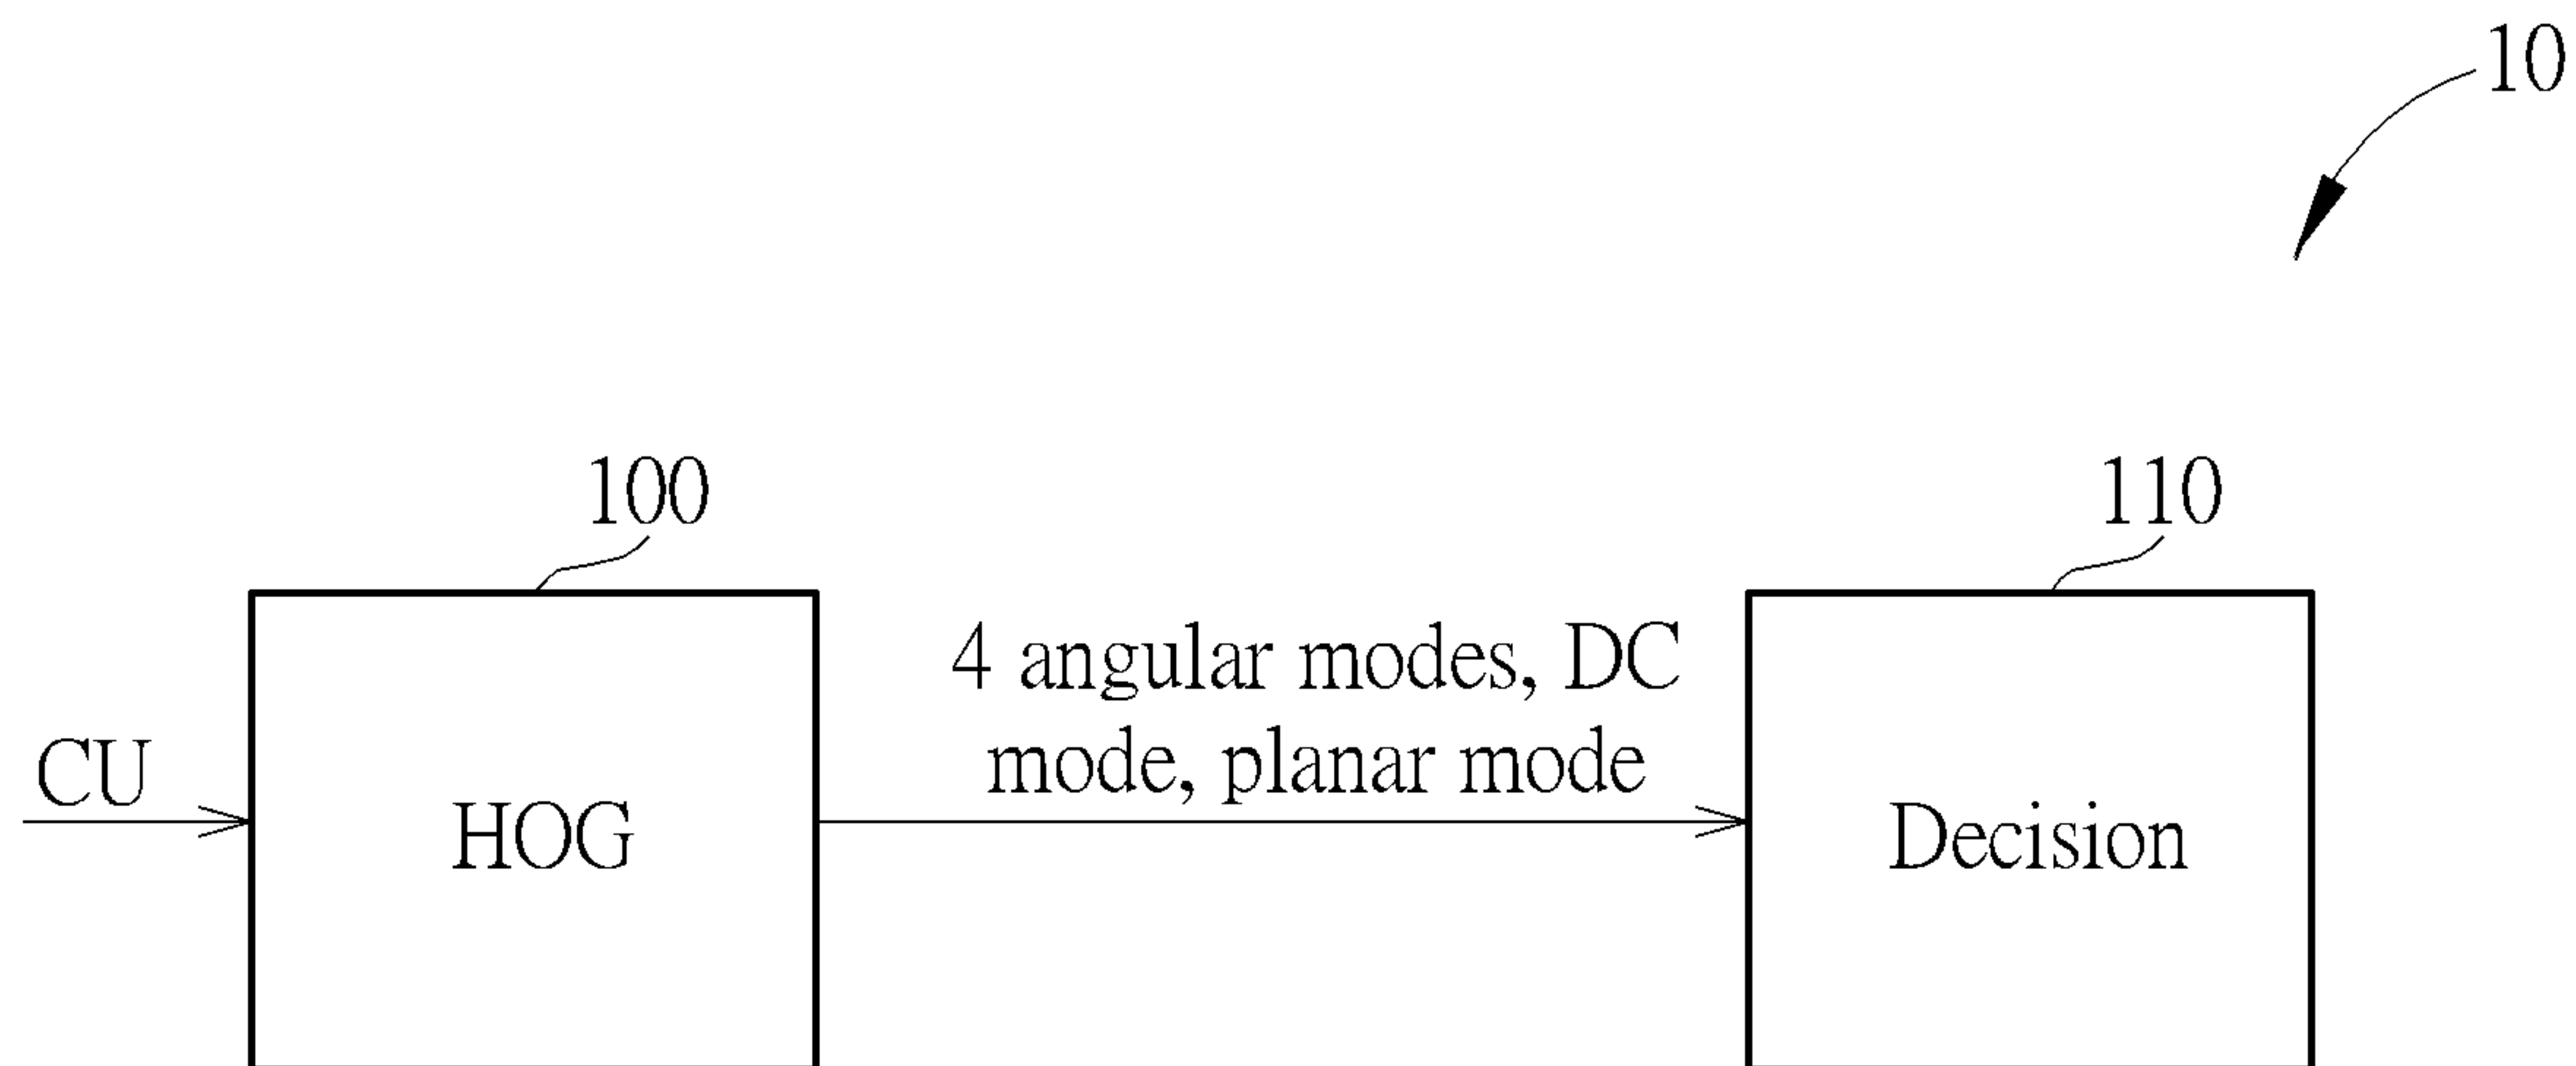 10
100
110
4 angular modes, DC
mode, planar mode
CU
HOG
Decision